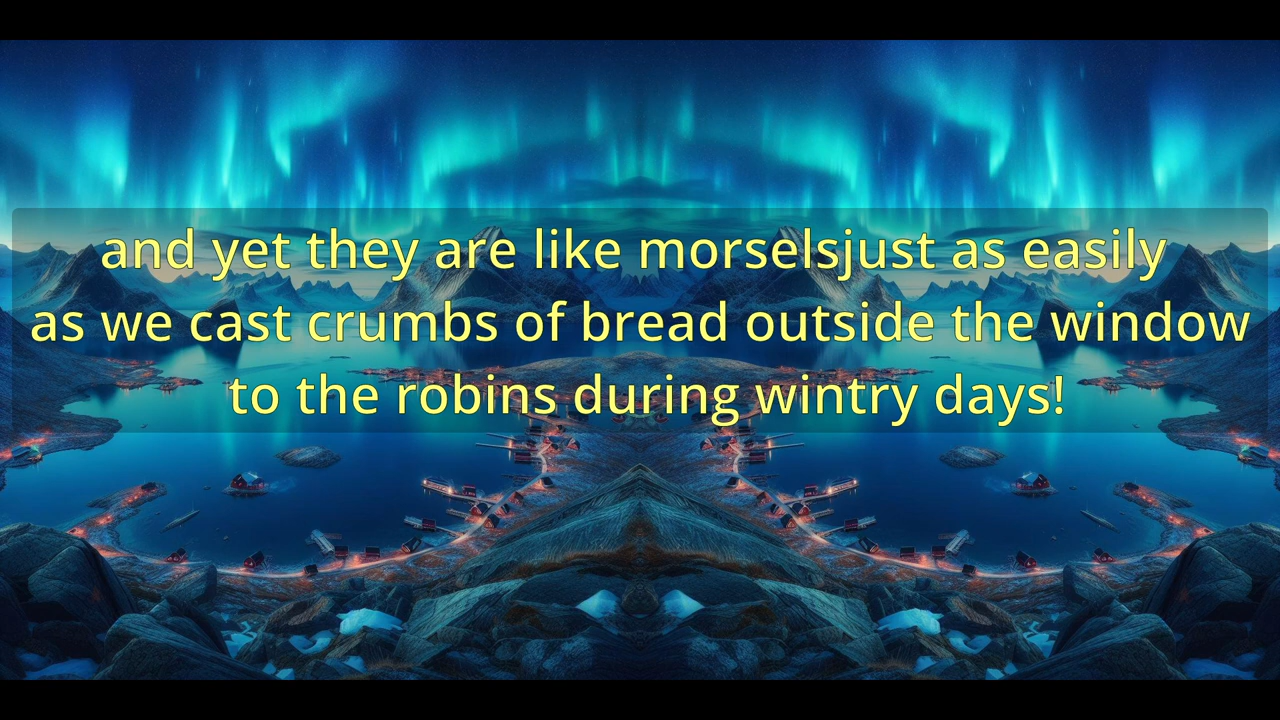 and yet they are like morselsjust as easily
as we cast crumbs of bread outside the window
to the robins during wintry days!